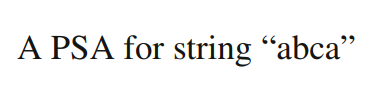 A PSA for string “abca”